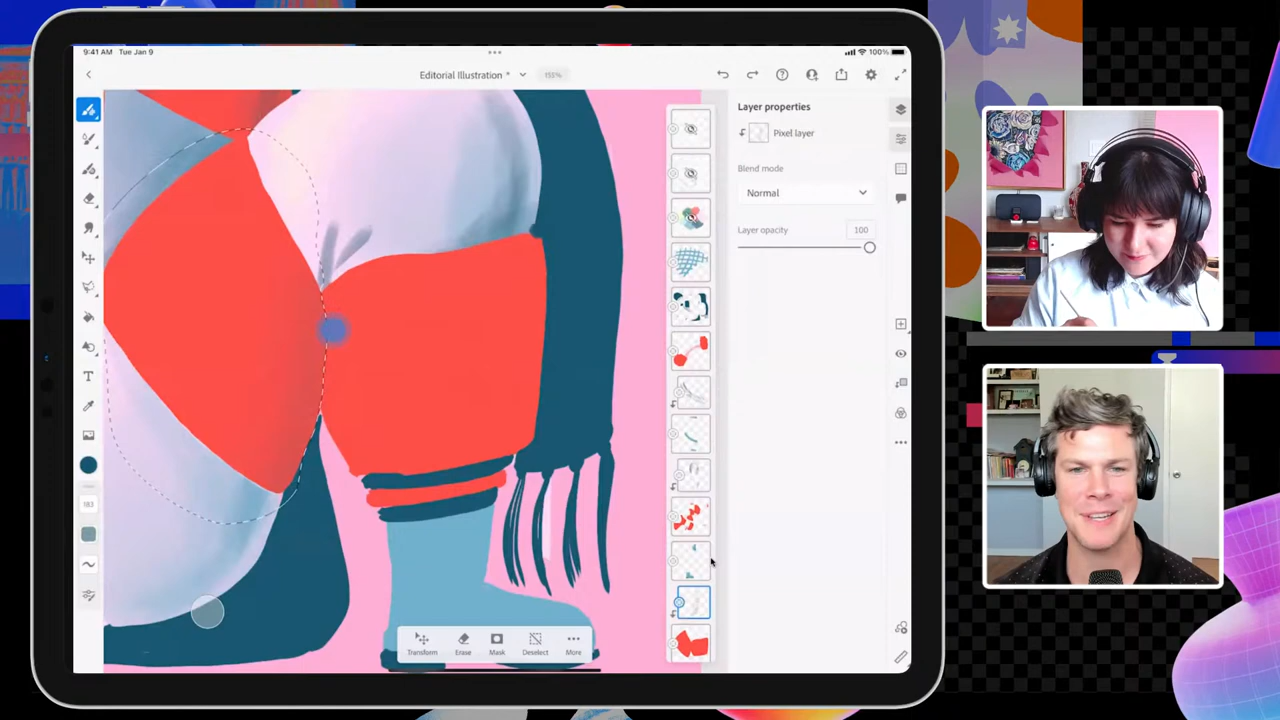 9:41 AM Tue Jan 9
100%
Editorial Illustration *
155%
Layer properties
Pixel layer
Blend mode
Normal
Layer opacity
100
T
183
Transform
Erase
Mask
Deselect
More